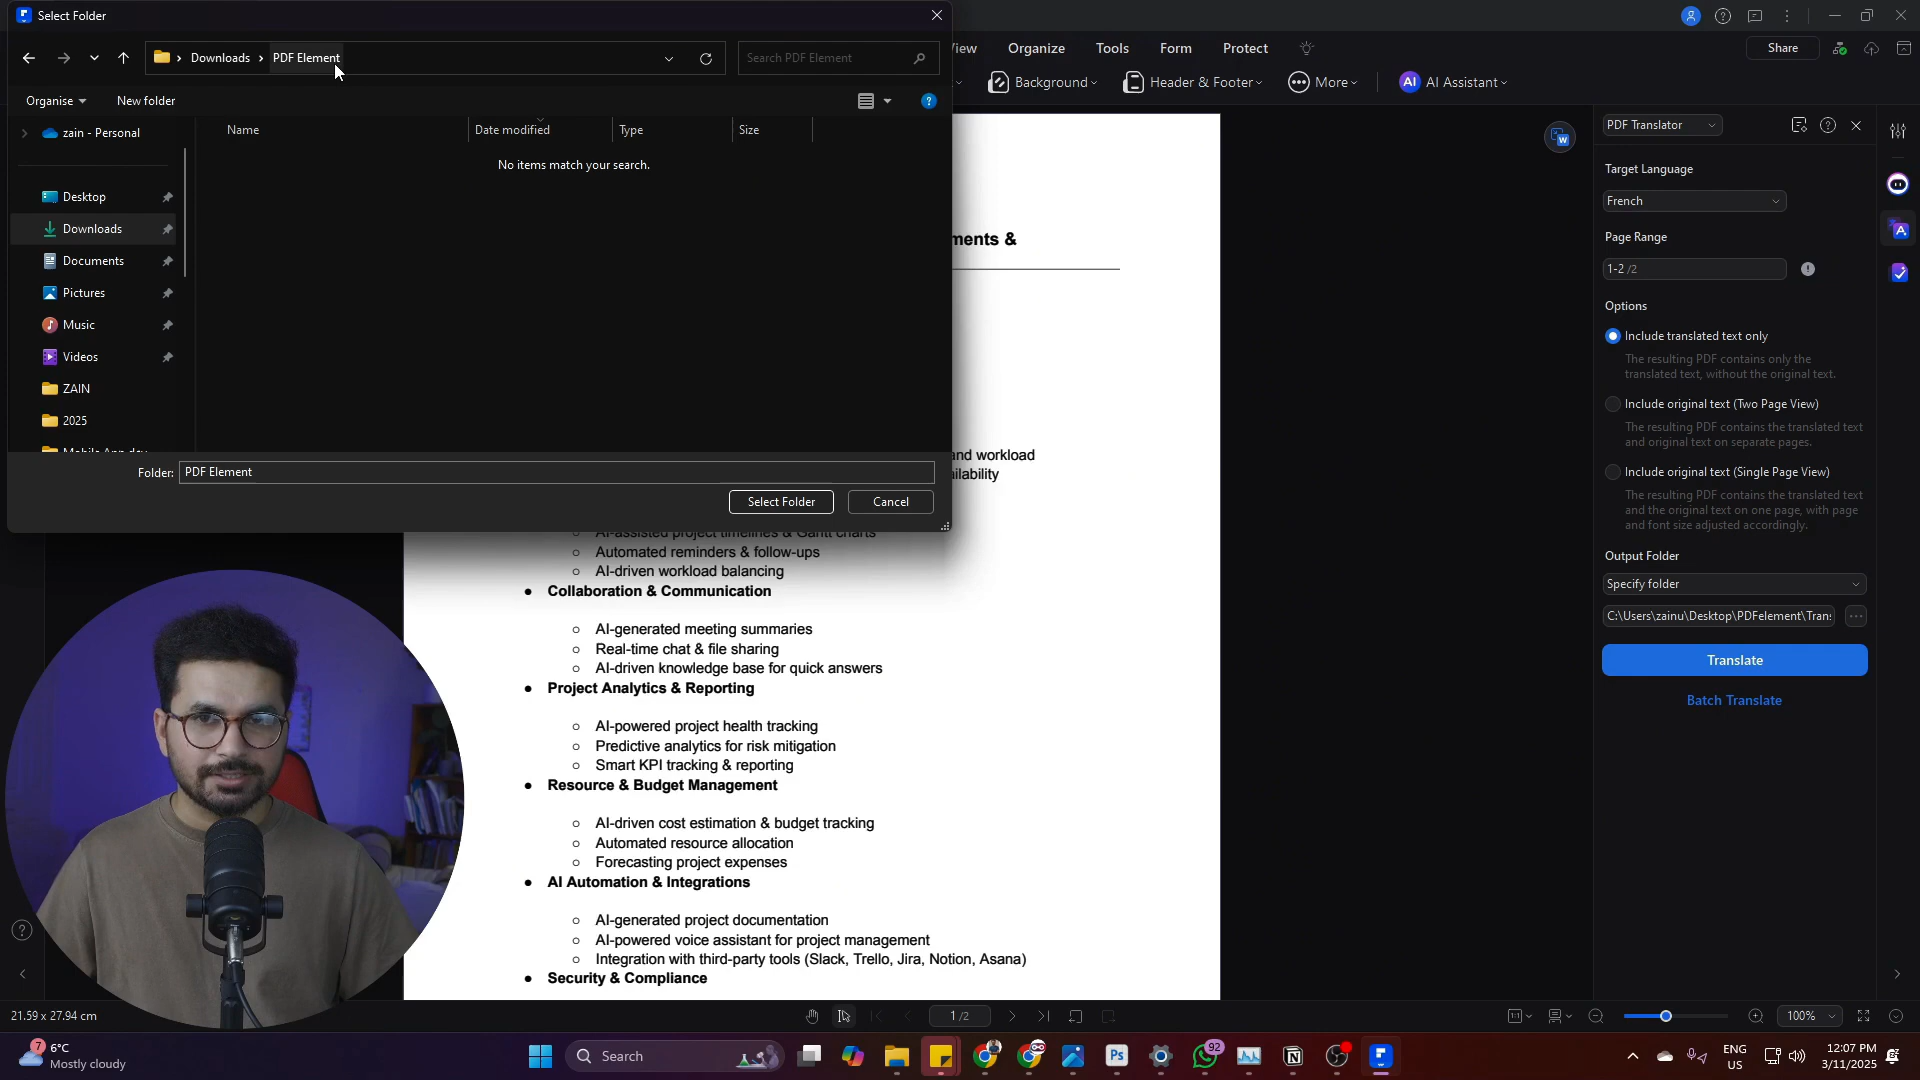 Select Folder
Downloads
PDF Element
Search PDF Element
Organise
New folder
zain - Personal
Desktop
Downloads
Documents
Pictures
Music
Videos
ZAIN
2025
Name
Date modified
Type
Size
No items match your search.
Folder:
PDF Element
Select Folder
Cancel
Organize
Tools
Form
Protect
Share
Background
Header & Footer
More
AI
AI Assistant
ments &
and workload
AI-assisted project timelines & Gantt charts
Automated reminders & follow-ups
AI-driven workload balancing
Collaboration & Communication
AI-generated meeting summaries
Real-time chat & file sharing
AI-driven knowledge base for quick answers
Project Analytics & Reporting
AI-powered project health tracking
Predictive analytics for risk mitigation
Smart KPI tracking & reporting
Resource & Budget Management
AI-driven cost estimation & budget tracking
Automated resource allocation
Forecasting project expenses
AI Automation & Integrations
AI-generated project documentation
AI-powered voice assistant for project management
Integration with third-party tools (Slack, Trello, Jira, Notion, Asana)
Security & Compliance
PDF Translator
Target Language
French
Page Range
1-2 /2
Options
Include translated text only
The resulting PDF contains only the
translated text, without the original text.
Include original text (Two Page View)
The resulting PDF contains the translated text
and original text on separate pages.
Include original text (Single Page View)
The resulting PDF contains the translated text
and the original text on one page, with page
and font size adjusted accordingly.
Output Folder
Specify folder
C:\Users\zainu\Desktop\PDFelement\Trans
Translate
Batch Translate
21.59 x 27.94 cm
1 /2
100%
7
6°C
Mostly cloudy
Search
Ps
92
ENG
US
12:07 PM
3/11/2025